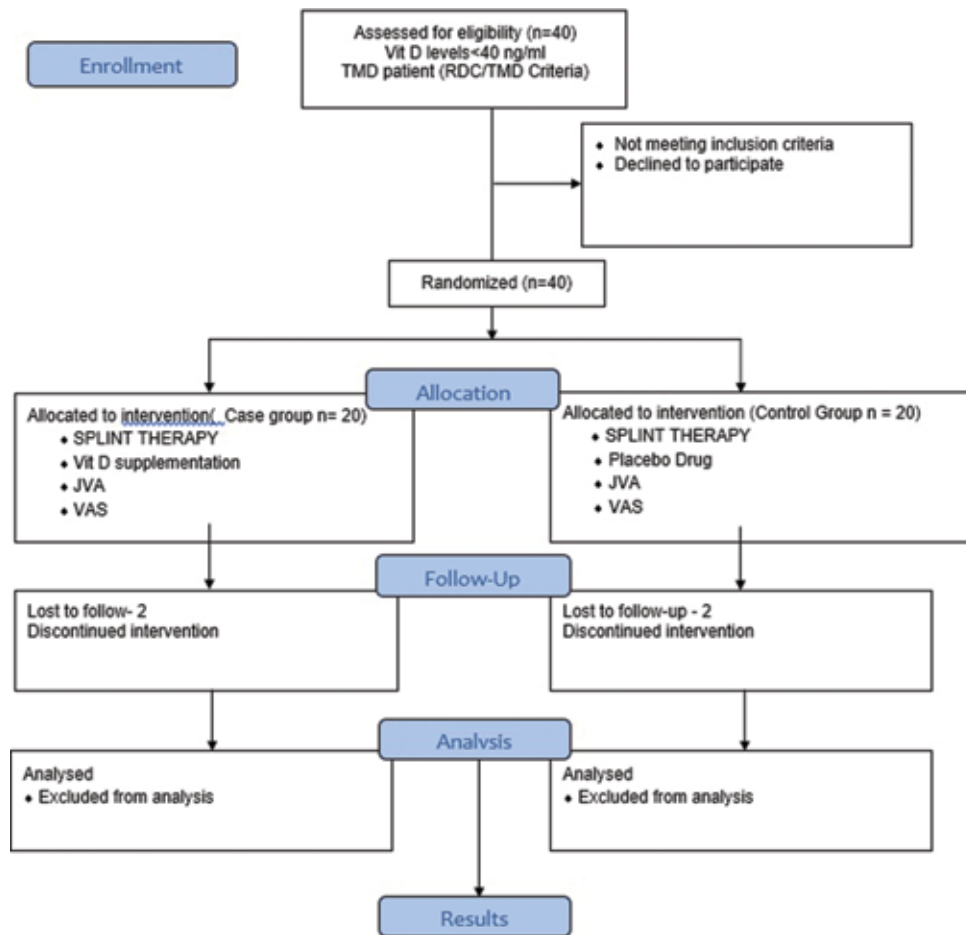 Assessed for eligibility (n=40)
Vit D levels<40 ng/ml
TMD patient (RDC/TMD Criteria)
Enrollment
♦ Not meeting inclusion criteria
♦ Declined to participate
Randomized (n=40)
Allocation
Allocated to intervention( Case group n= 20)
♦ SPLINT THERAPY
♦ Vit D supplementation
♦ JVA
♦ VAS
Allocated to intervention (Control Group n = 20)
♦ SPLINT THERAPY
♦ Placebo Drug
♦ JVA
♦ VAS
Follow-Up
Lost to follow- 2
Discontinued intervention
Lost to follow-up - 2
Discontinued intervention
Analysis
Analysed
♦ Excluded from analysis
Analysed
♦ Excluded from analysis
Results